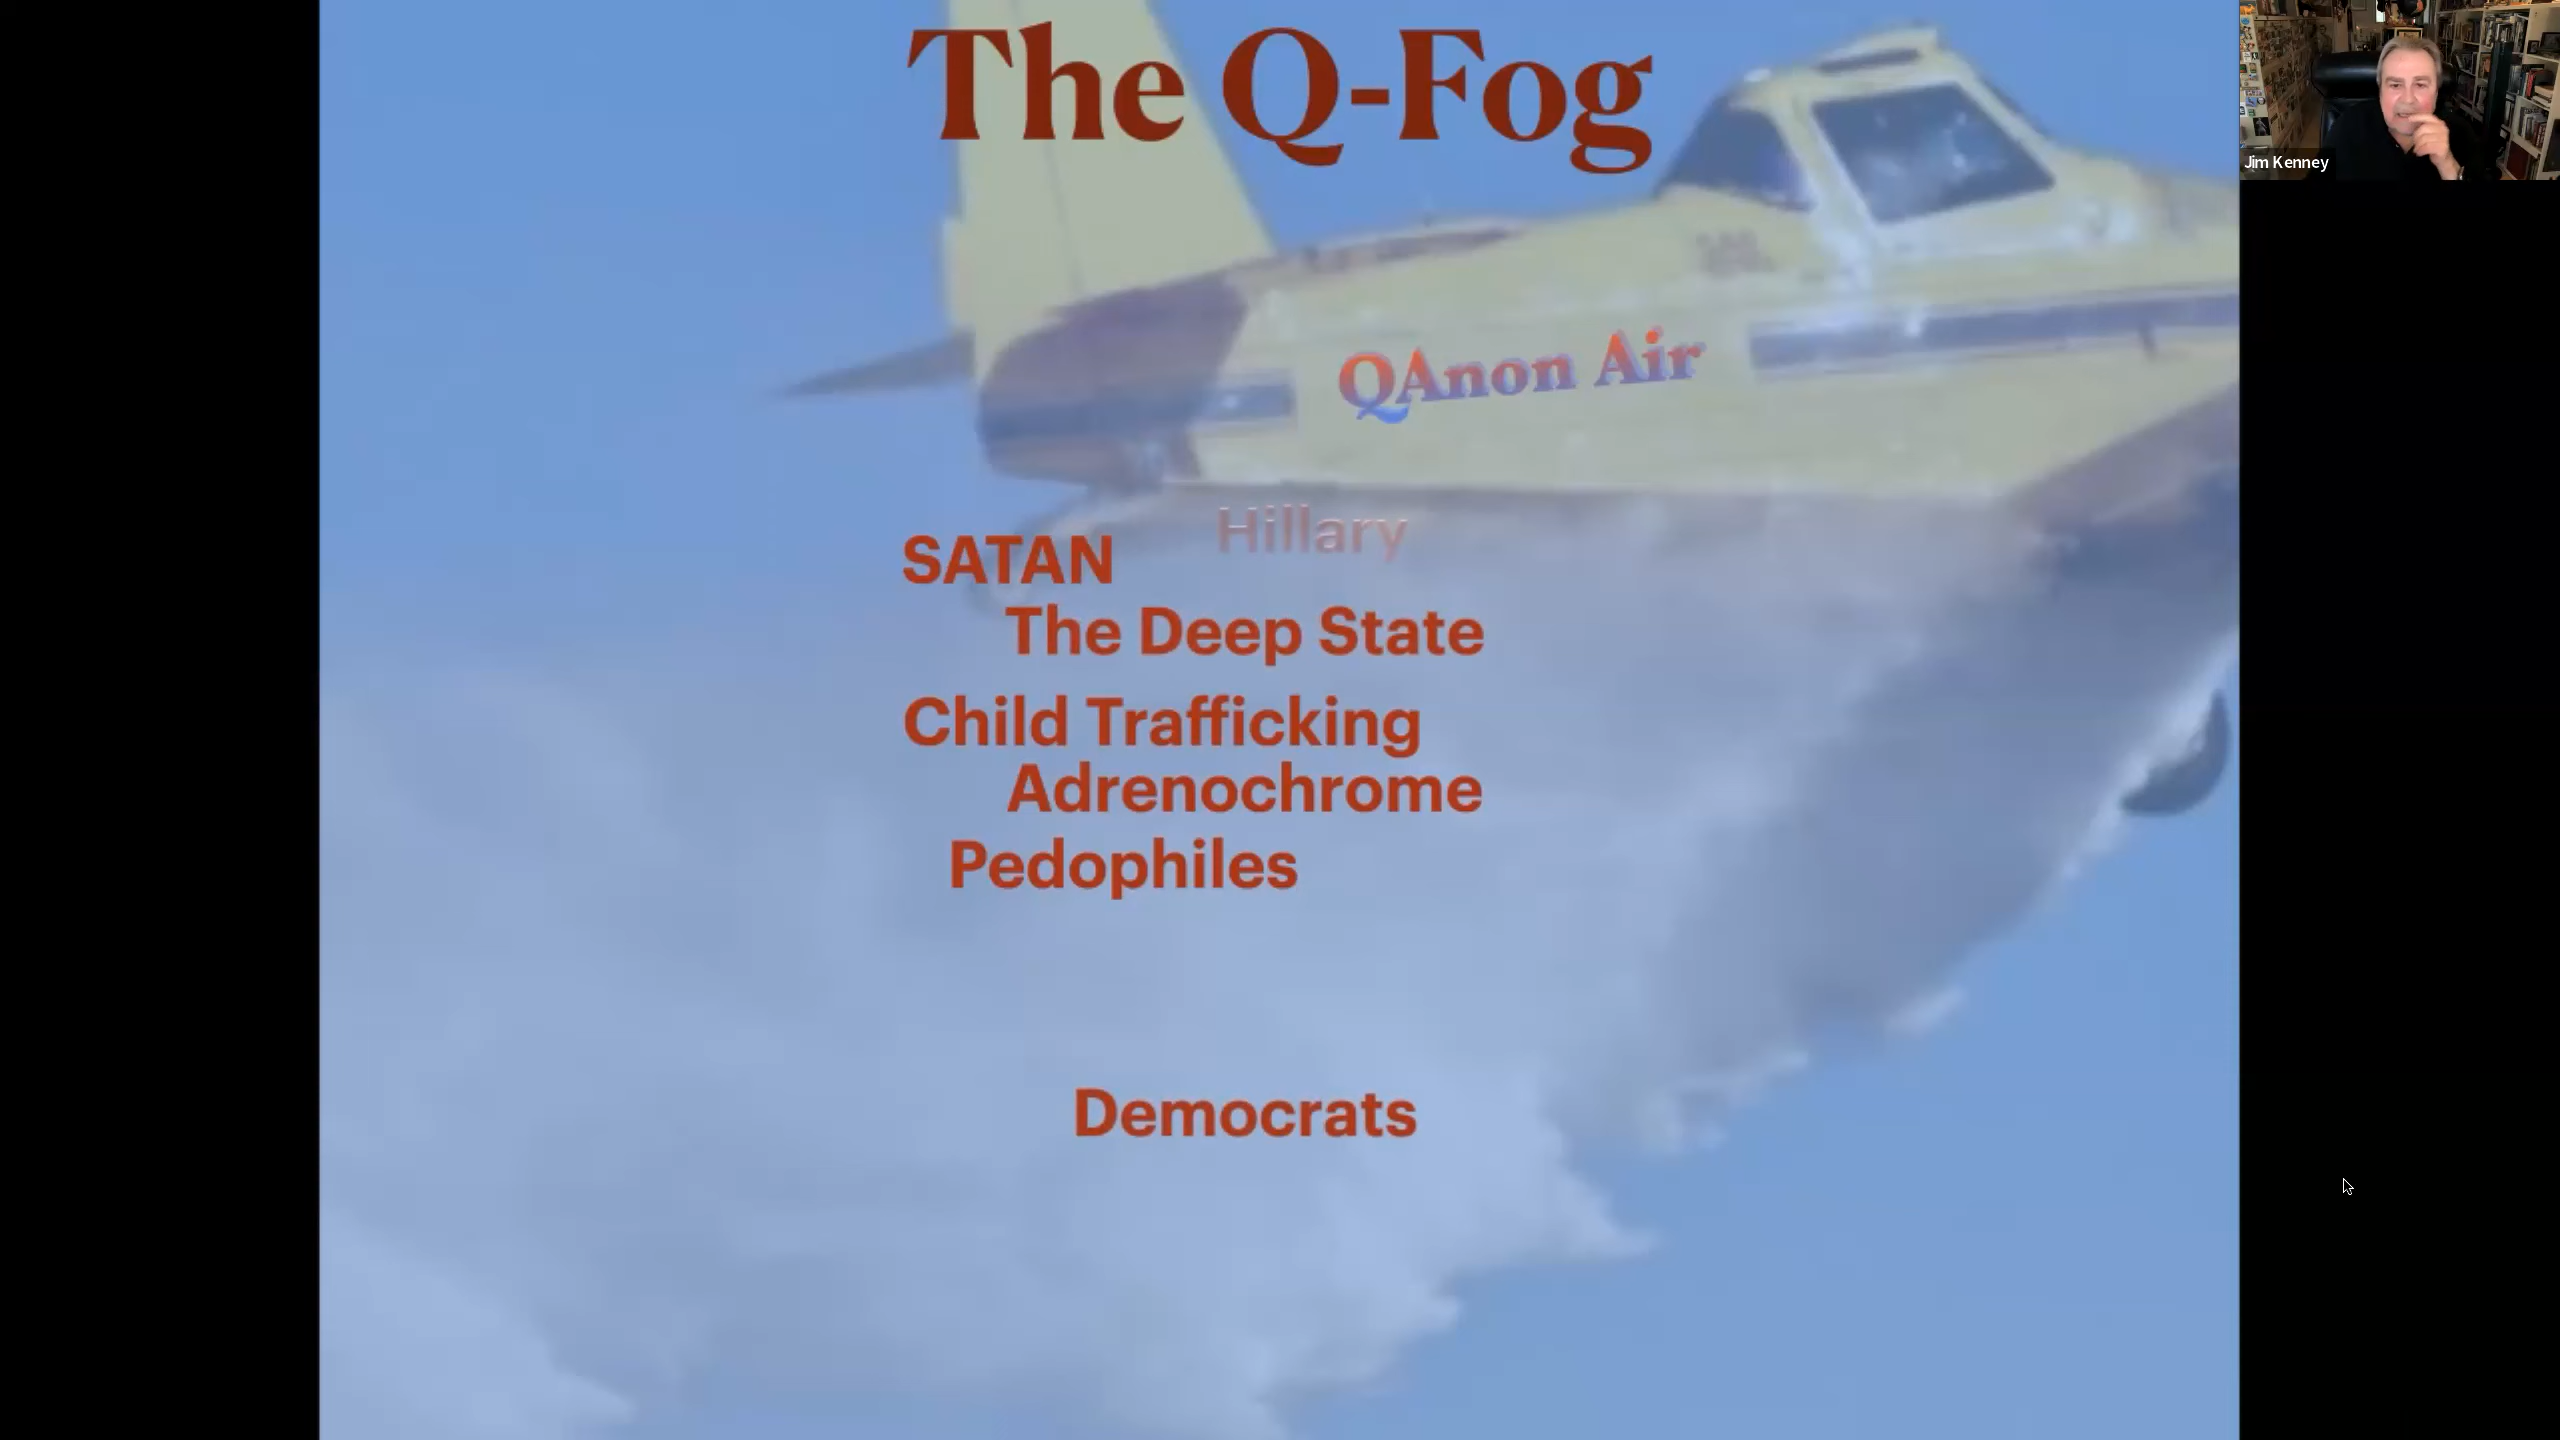 The Q-Fog
Jim Kenney
QAnon Air
Hillary
SATAN
The Deep State
Child Trafficking
Adrenochrome
Pedophiles
Democrats